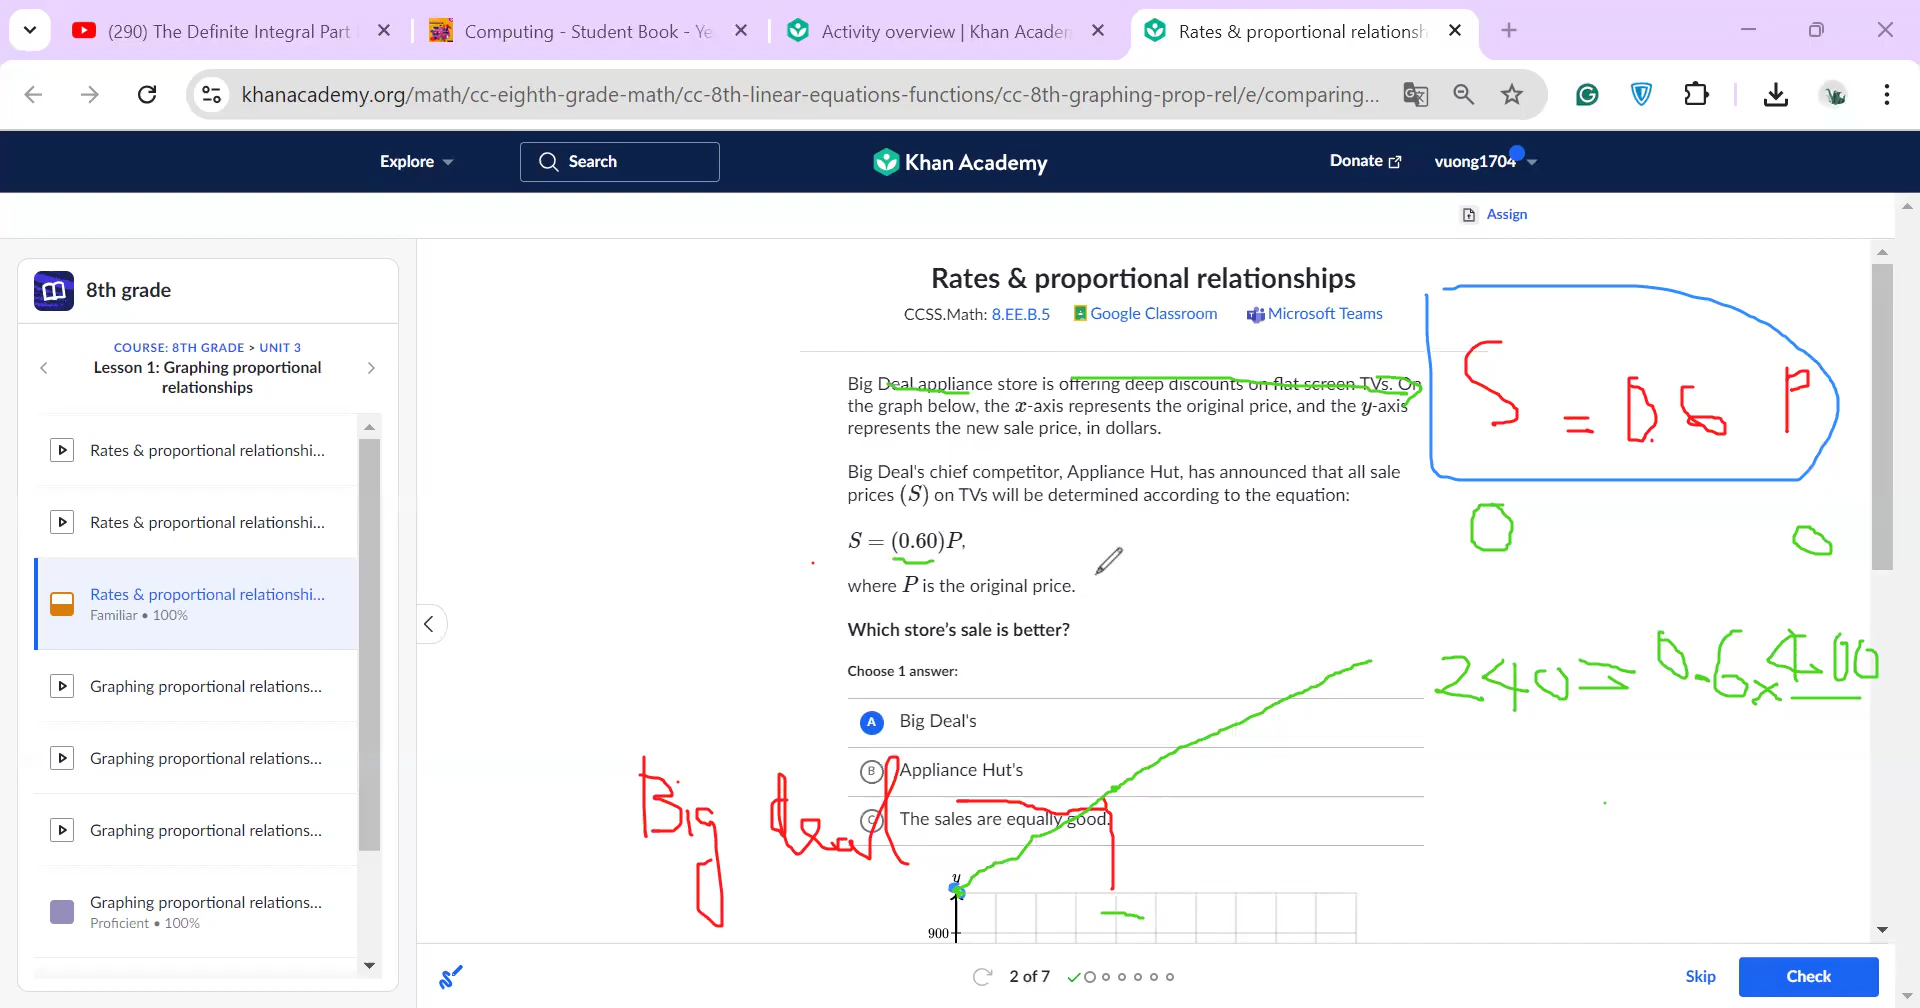 (290) The Definite Integral Part
Computing - Student Book - Ye
Activity overview | Khan Academ
Rates & proportional relationsh
khanacademy.org/math/cc-eighth-grade-math/cc-8th-linear-equations-functions/cc-8th-graphing-prop-rel/e/comparing...
Explore
Search
Khan Academy
Donate
vuong1704
Assign
8th grade
COURSE: 8TH GRADE > UNIT 3
Lesson 1: Graphing proportional
relationships
Rates & proportional relationshi...
Rates & proportional relationshi...
Rates & proportional relationshi...
Familiar • 100%
Graphing proportional relations...
Graphing proportional relations...
Graphing proportional relations...
Graphing proportional relations...
Proficient • 100%
Rates & proportional relationships
CCSS.Math: 8.EE.B.5 Google Classroom Microsoft Teams
Big Deal appliance store is offering deep discounts on flat screen TVs. On
the graph below, the x-axis represents the original price, and the y-axis
represents the new sale price, in dollars.
Big Deal's chief competitor, Appliance Hut, has announced that all sale
prices (S) on TVs will be determined according to the equation:
S = (0.60)P,
where P is the original price.
Which store's sale is better?
Choose 1 answer:
A Big Deal's
B Appliance Hut's
C The sales are equally good.
y
900
S = 0.6 P
0 0
240 = 0.6 x 400
Big deal
2 of 7
Skip
Check